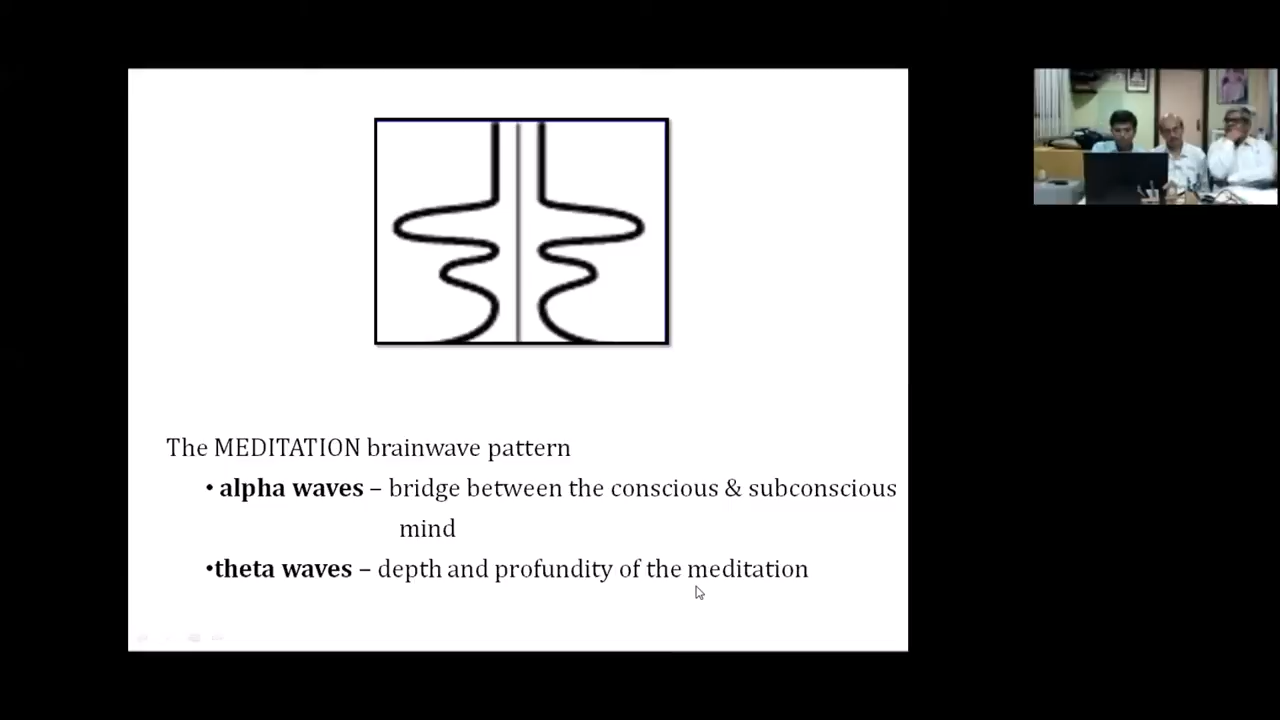 The MEDITATION brainwave pattern
• alpha waves – bridge between the conscious & subconscious
mind
•theta waves – depth and profundity of the meditation